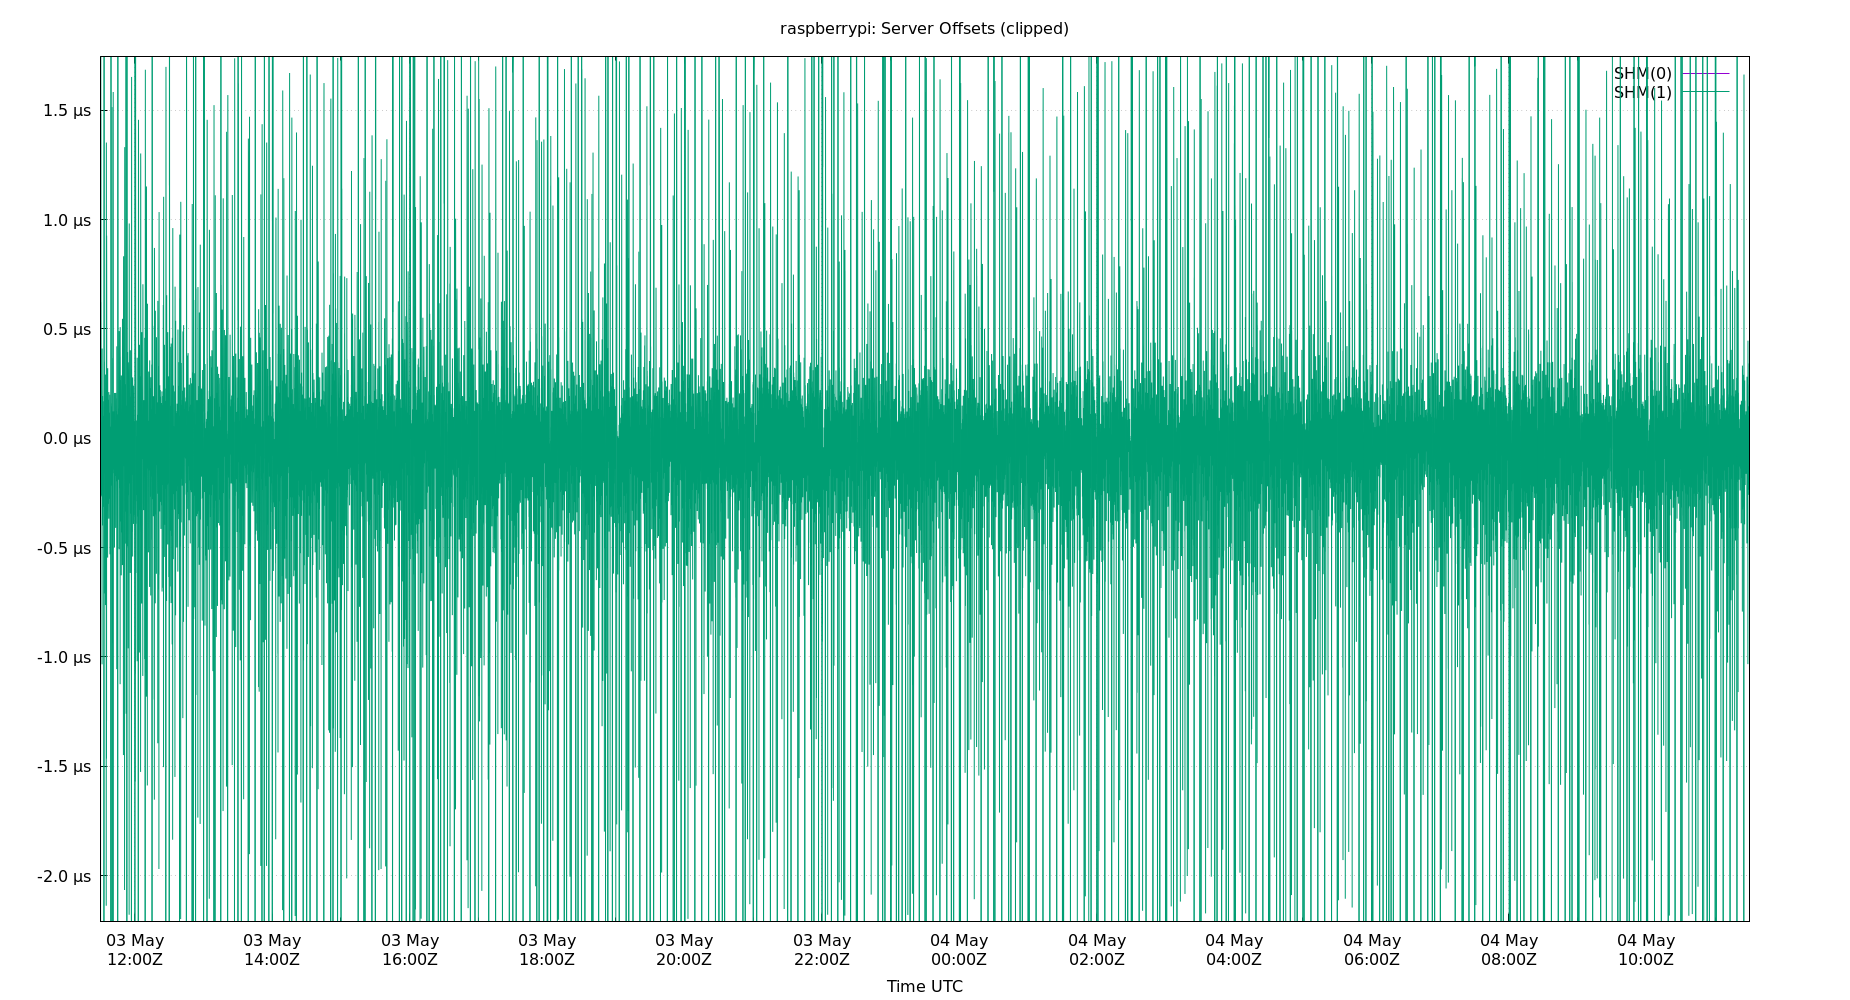 raspberrypi: Server Offsets (clipped)
SHM(0)
SHM(1)
1.5 µs
1.0 µs
0.5 µs
0.0 µs
-0.5 µs
-1.0 µs
-1.5 µs
-2.0 µs
03 May 03 May 03 May 03 May 03 May 03 May 04 May 04 May 04 May 04 May 04 May 04 May
12:00Z 14:00Z 16:00Z 18:00Z 20:00Z 22:00Z 00:00Z 02:00Z 04:00Z 06:00Z 08:00Z 10:00Z
Time UTC